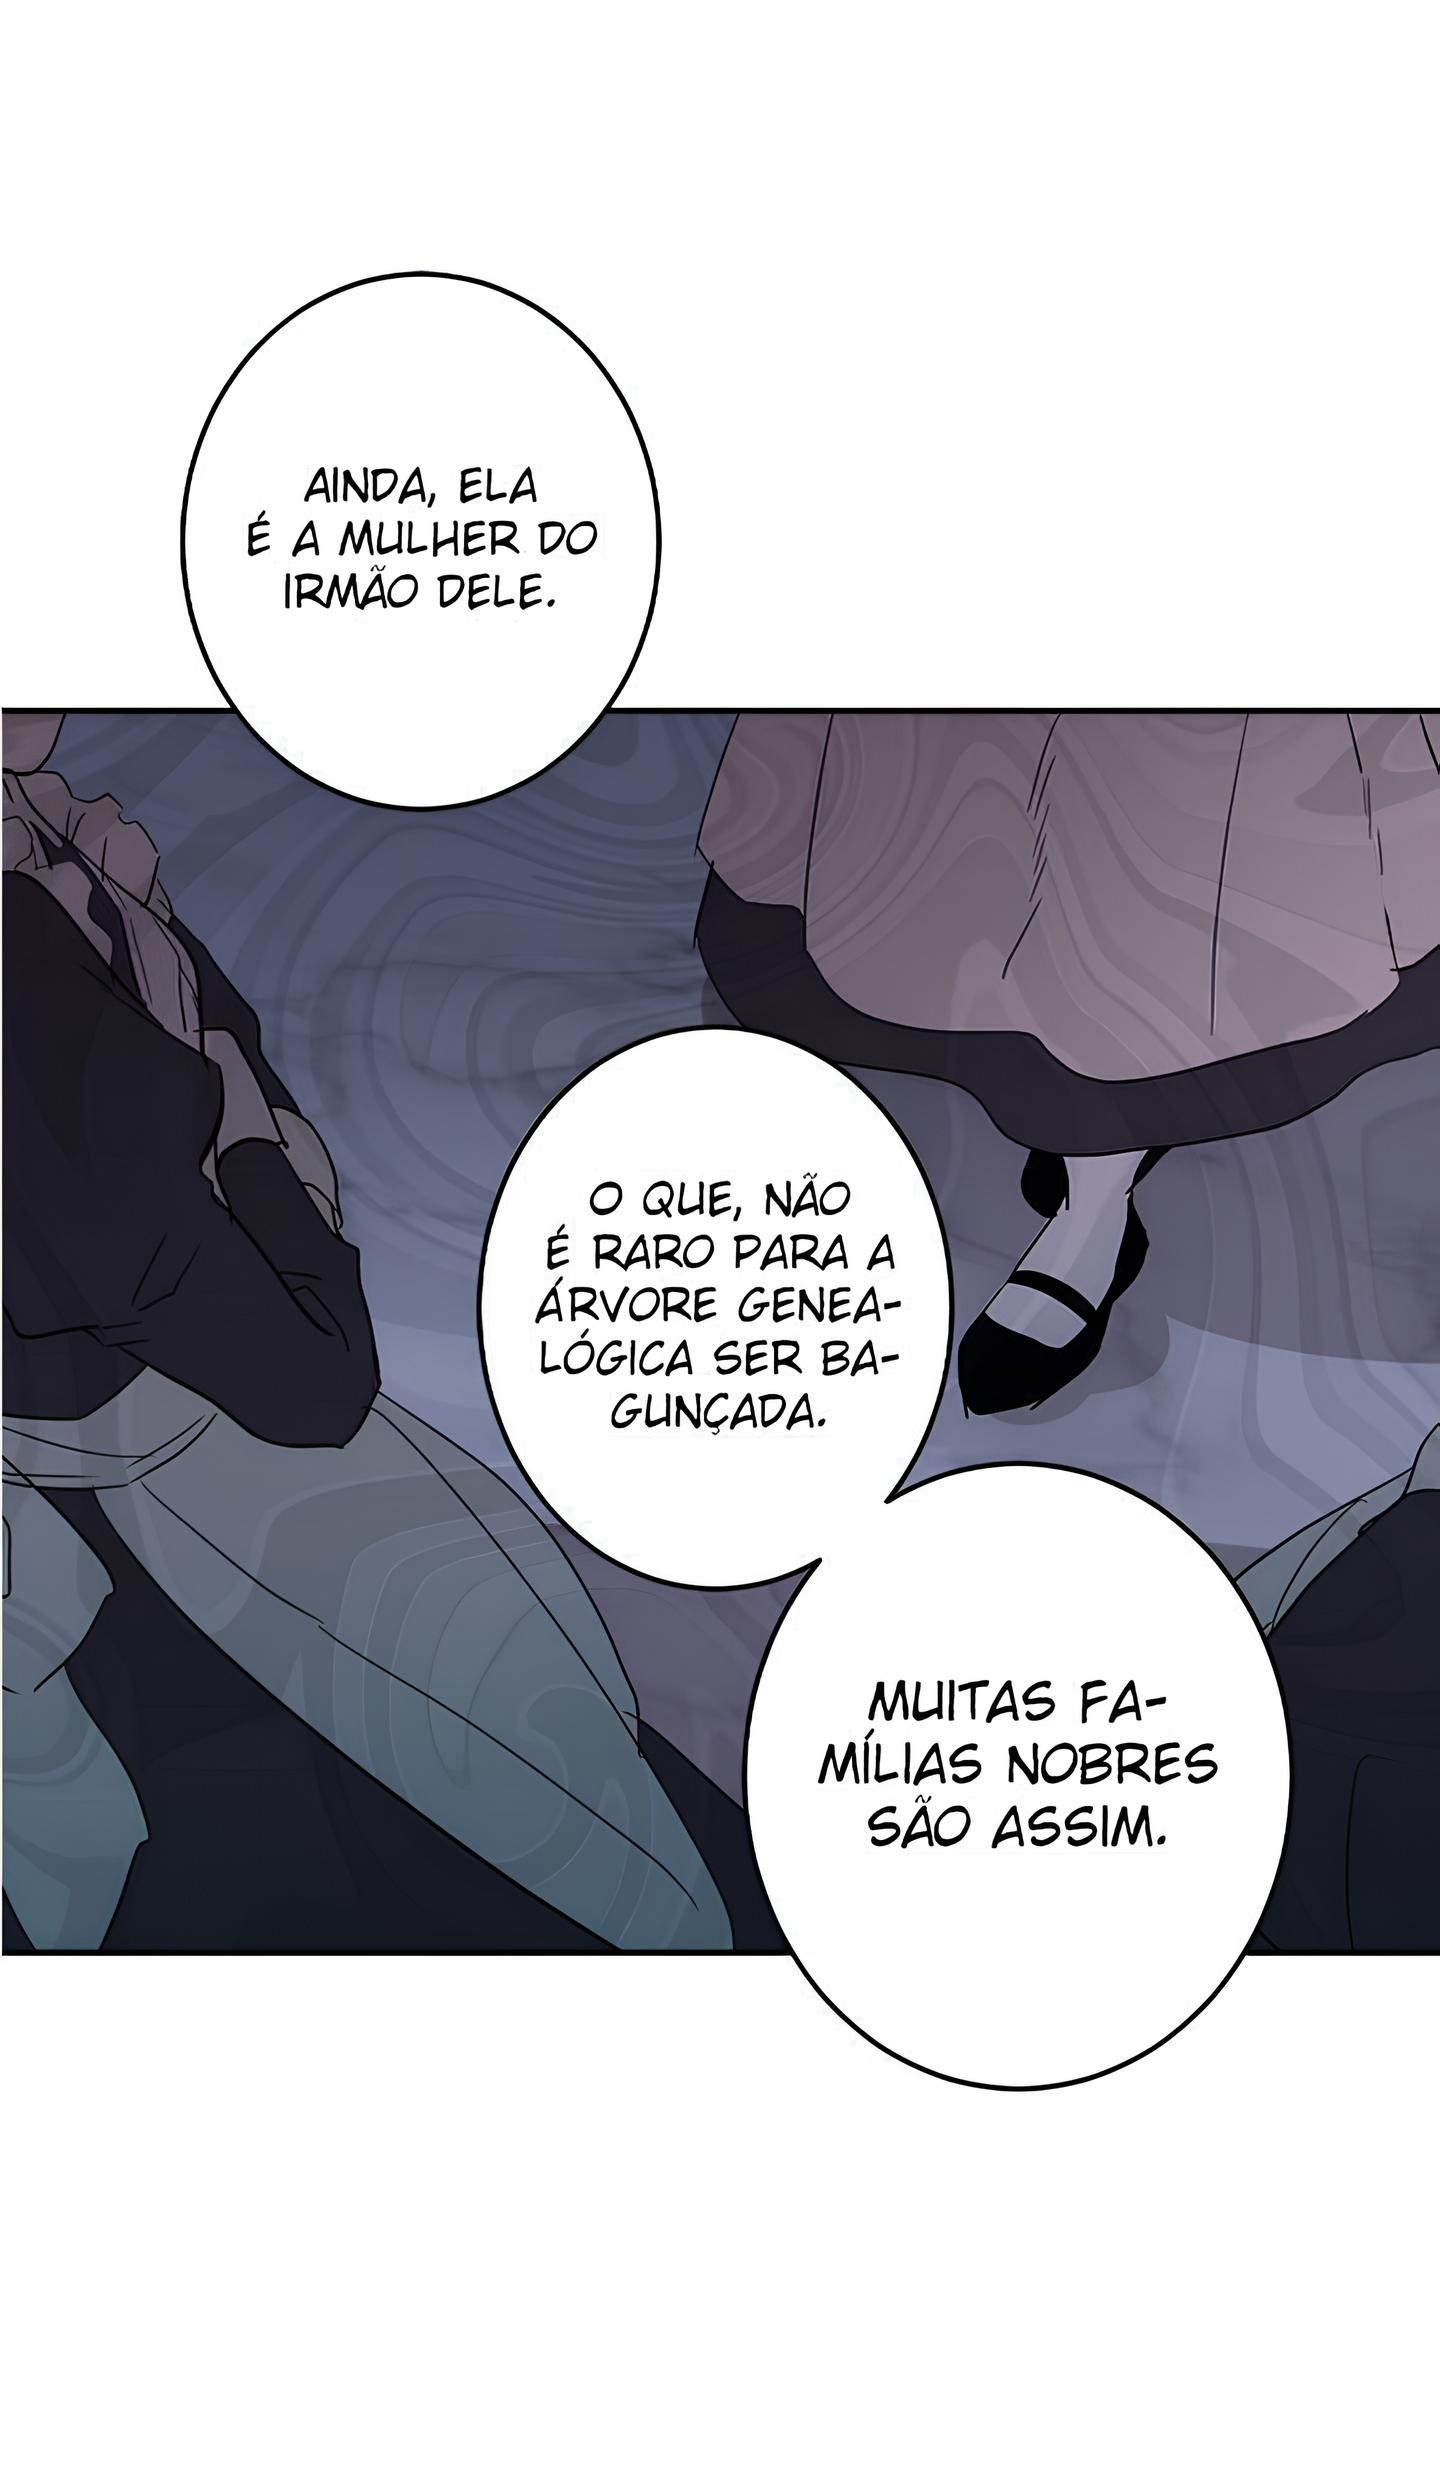 AINDA, ELA
É A MULHER DO
IRMÃO DELE.
O QUE, NÃO
É RARO PARA A
ÁRVORE GENEA-
LÓGICA SER BA-
GUNÇADA.
MUITAS FA-
MÍLIAS NOBRES
SÃO ASSIM.